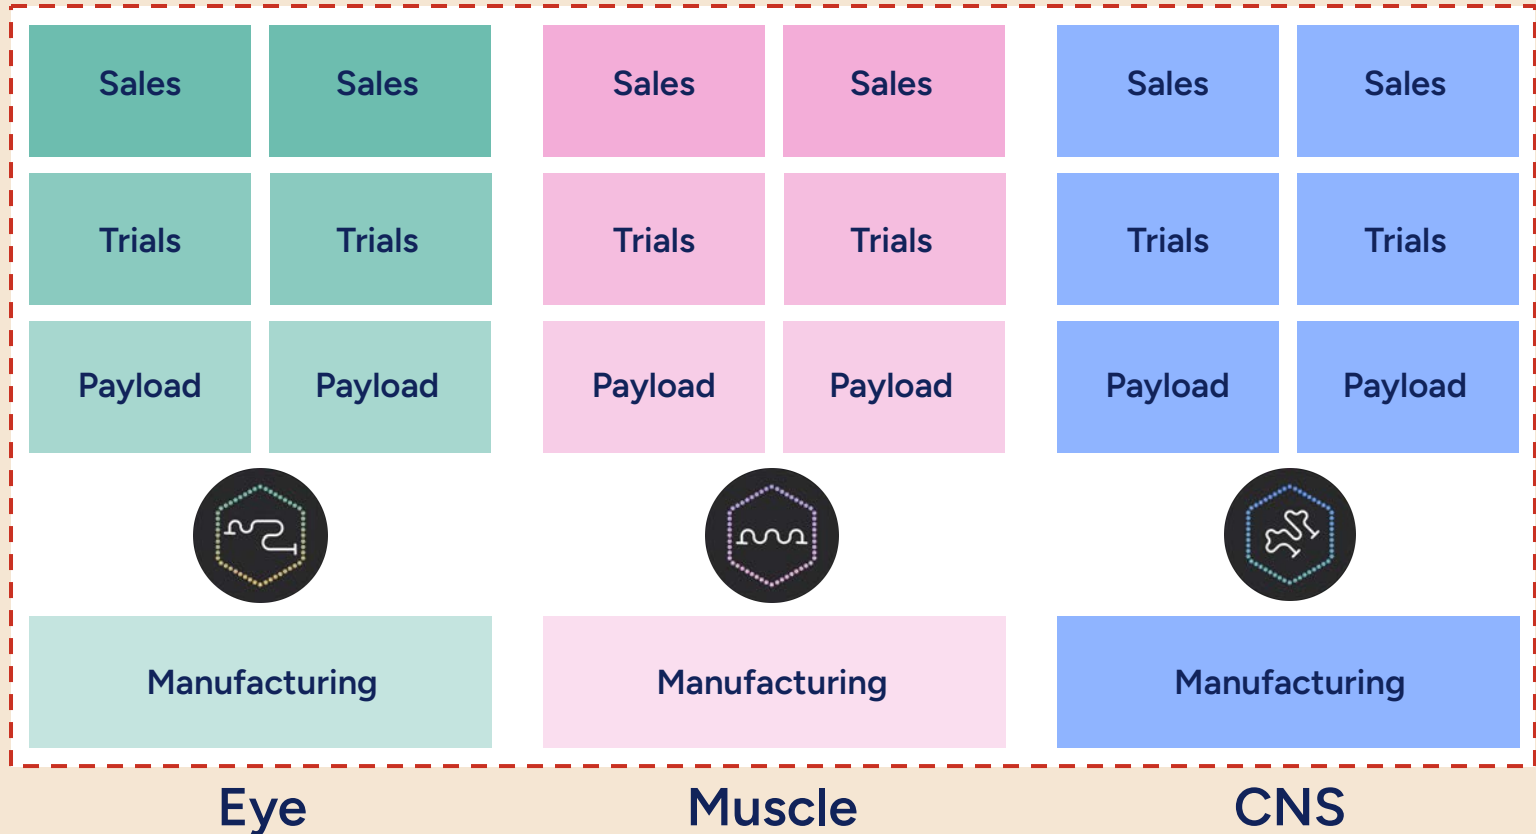 Sales Sales Sales Sales Sales Sales
Trials Trials Trials Trials Trials Trials
Payload Payload Payload Payload Payload Payload
Manufacturing Manufacturing Manufacturing
Eye Muscle CNS